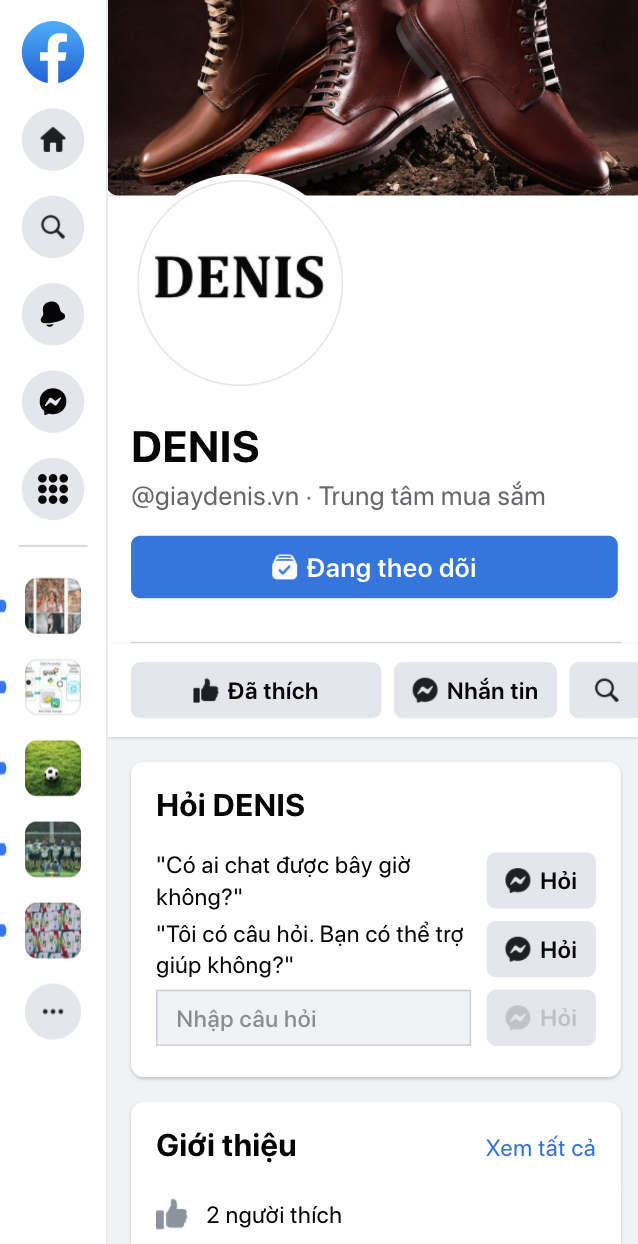 DENIS
DENIS
@giaydenis.vn · Trung tâm mua sắm
Đang theo dõi
Đã thích
Nhắn tin
Hỏi DENIS
"Có ai chat được bây giờ
không?"
Hỏi
"Tôi có câu hỏi. Bạn có thể trợ
giúp không?"
Hỏi
Nhập câu hỏi
Hỏi
Giới thiệu
Xem tất cả
2 người thích